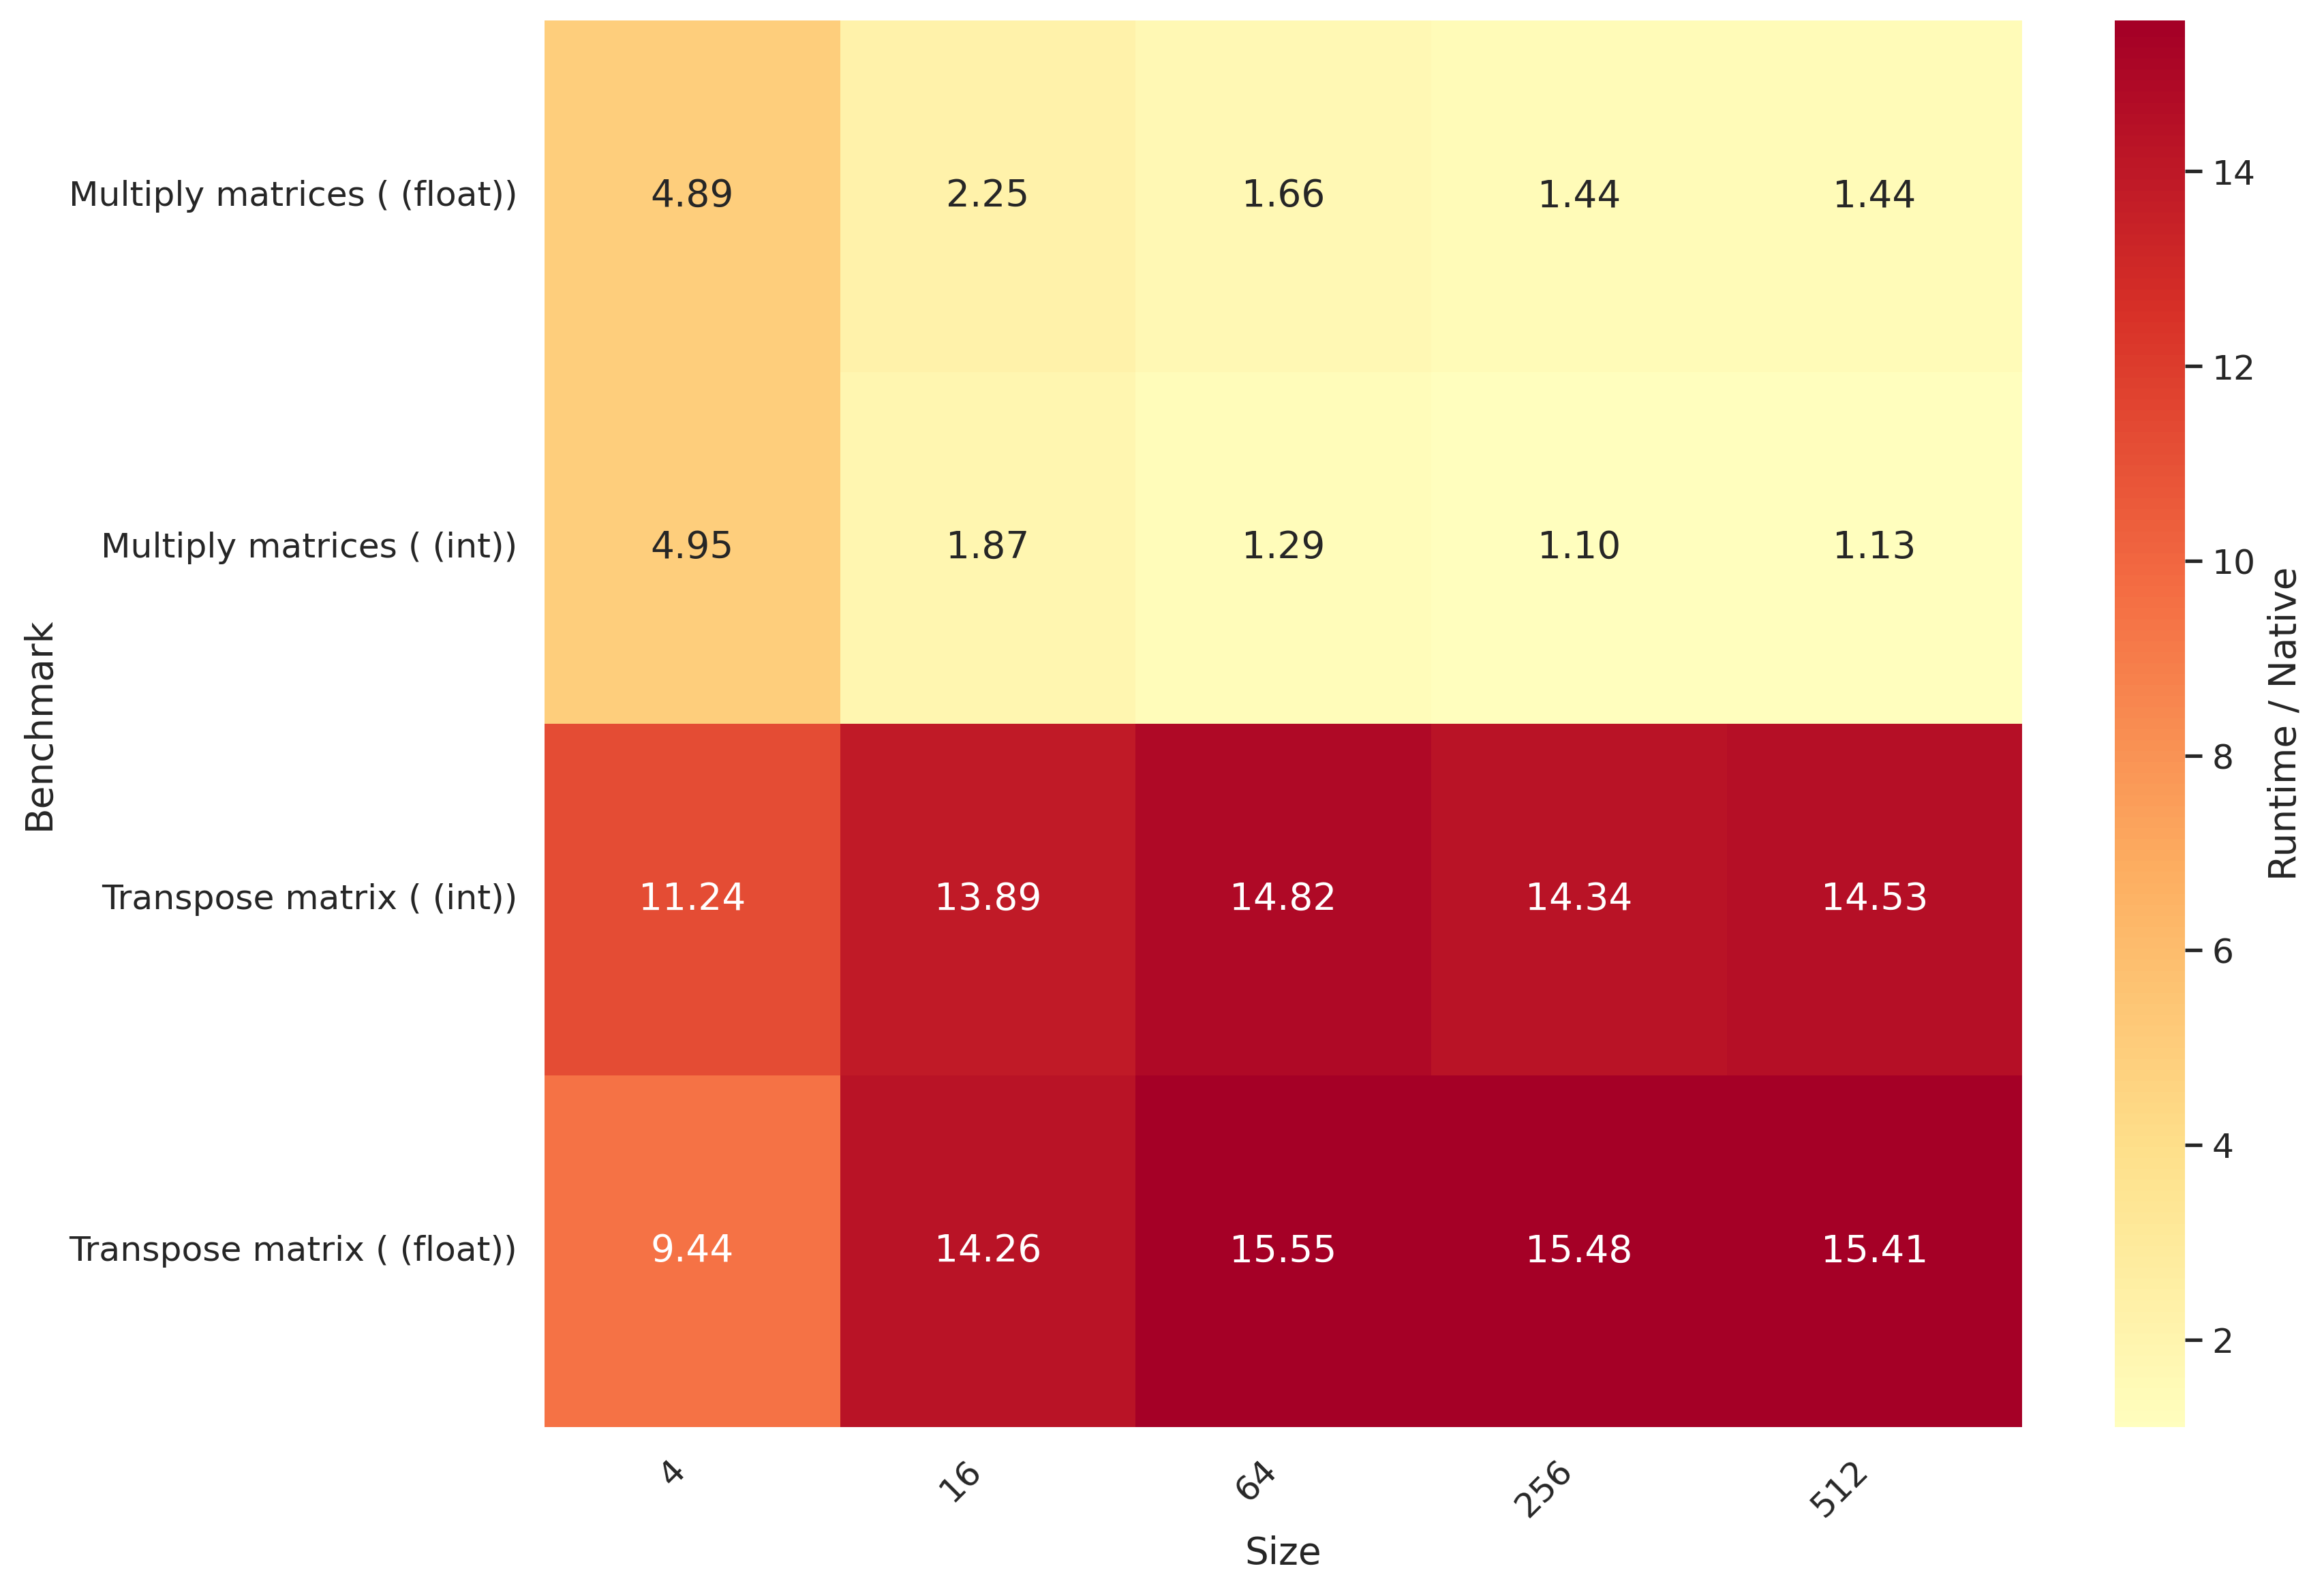 Benchmark
Multiply matrices ( (float))
4.89 2.25 1.66 1.44 1.44
Multiply matrices ( (int))
4.95 1.87 1.29 1.10 1.13
Transpose matrix ( (int))
11.24 13.89 14.82 14.34 14.53
Transpose matrix ( (float))
9.44 14.26 15.55 15.48 15.41
4 16 64 256 512
Size
14
12
10
8
6
4
2
Runtime / Native